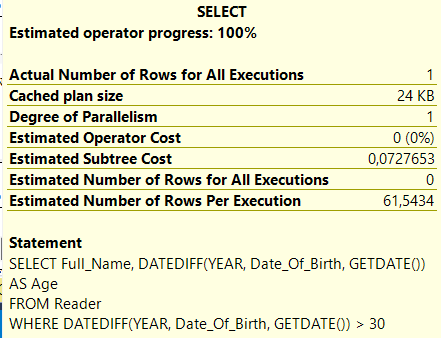 SELECT
Estimated operator progress: 100%
Actual Number of Rows for All Executions 1
Cached plan size 24 KB
Degree of Parallelism 1
Estimated Operator Cost 0 (0%)
Estimated Subtree Cost 0,0727653
Estimated Number of Rows for All Executions 0
Estimated Number of Rows Per Execution 61,5434
Statement
SELECT Full_Name, DATEDIFF(YEAR, Date_Of_Birth, GETDATE())
AS Age
FROM Reader
WHERE DATEDIFF(YEAR, Date_Of_Birth, GETDATE()) > 30